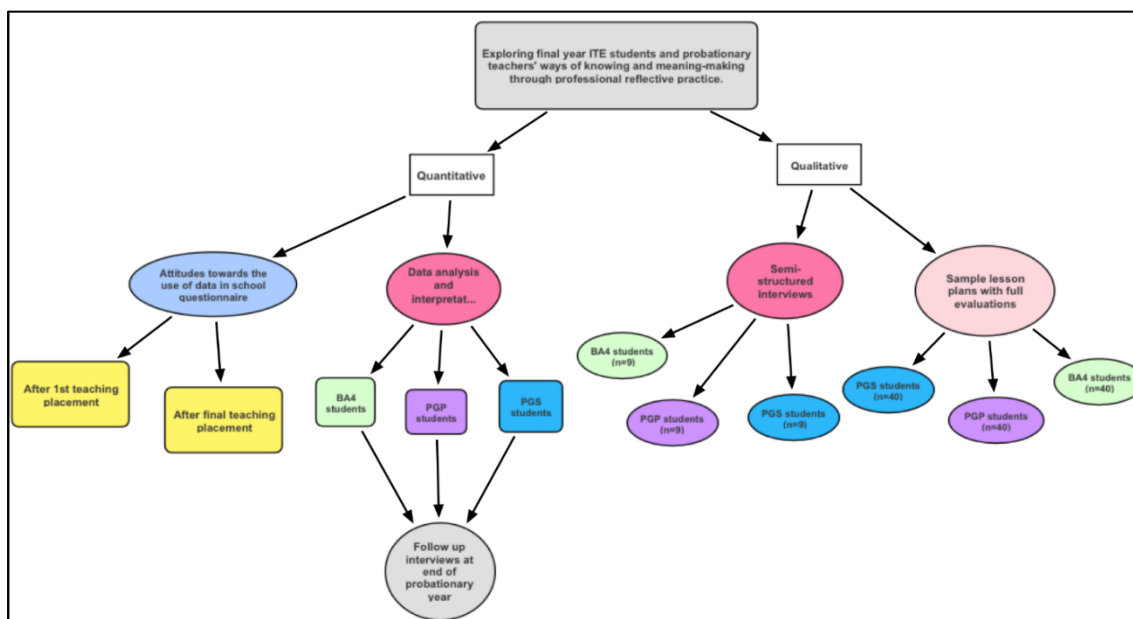 Exploring final year ITE students and probationary
teachers' ways of knowing and meaning-making
through professional reflective practice.
Quantitative
Qualitative
Attitudes towards the
use of data in school
questionnaire
Data analysis
and
interpretat...
Semi-
structured
interviews
Sample lesson
plans with full
evaluations
After 1st teaching
placement
After final teaching
placement
BA4
students
PGP
students
PGS
students
BA4 students
(n=9)
PGP students
(n=9)
PGS students
(n=9)
PGS students
(n=40)
PGP students
(n=40)
BA4 students
(n=40)
Follow up
interviews at
end of
probationary
year